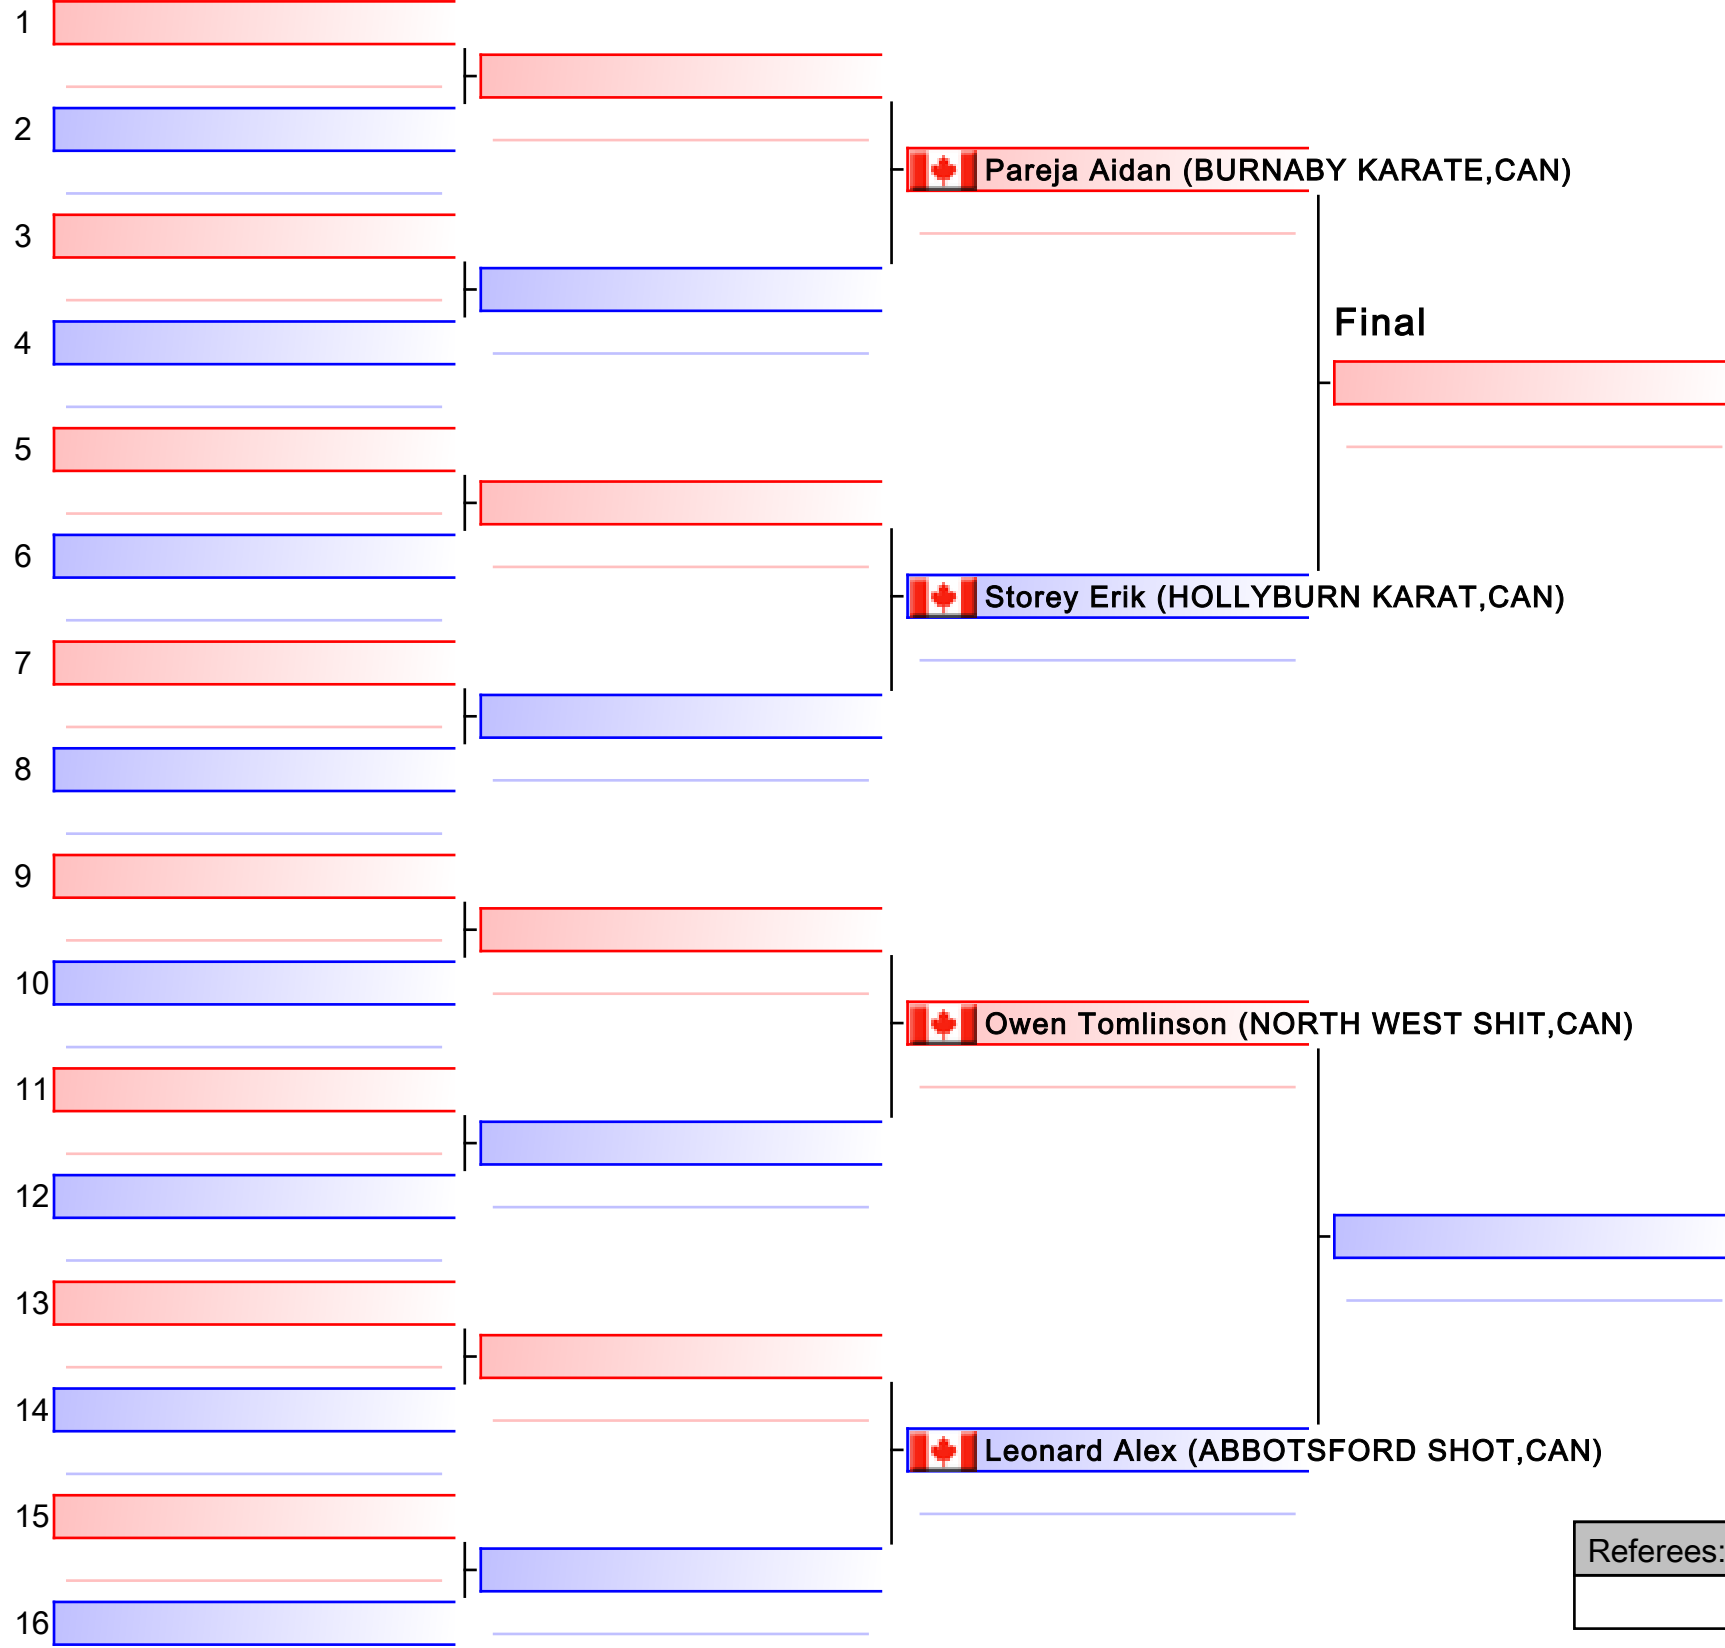 1
2
Pareja Aidan (BURNABY KARATE,CAN)
3
Final
4
5
6
Storey Erik (HOLLYBURN KARAT,CAN)
7
8
9
10
Owen Tomlinson (NORTH WEST SHIT,CAN)
11
12
13
14
Leonard Alex (ABBOTSFORD SHOT,CAN)
15
Referees:
16